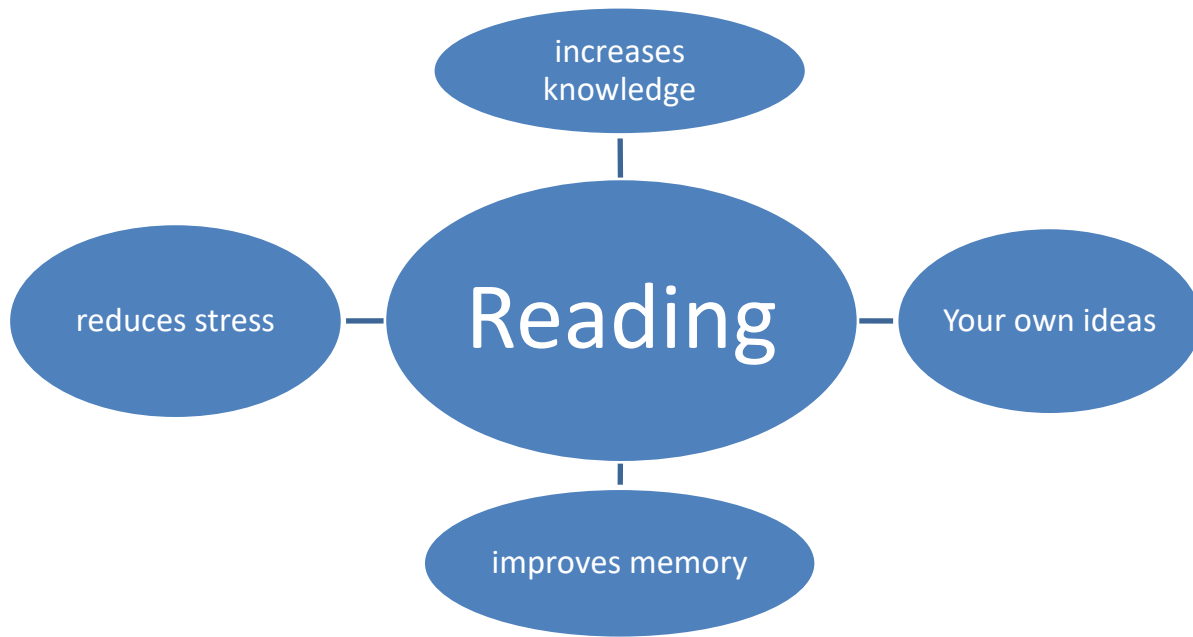 increases
knowledge
reduces stress
Reading
Your own ideas
improves memory